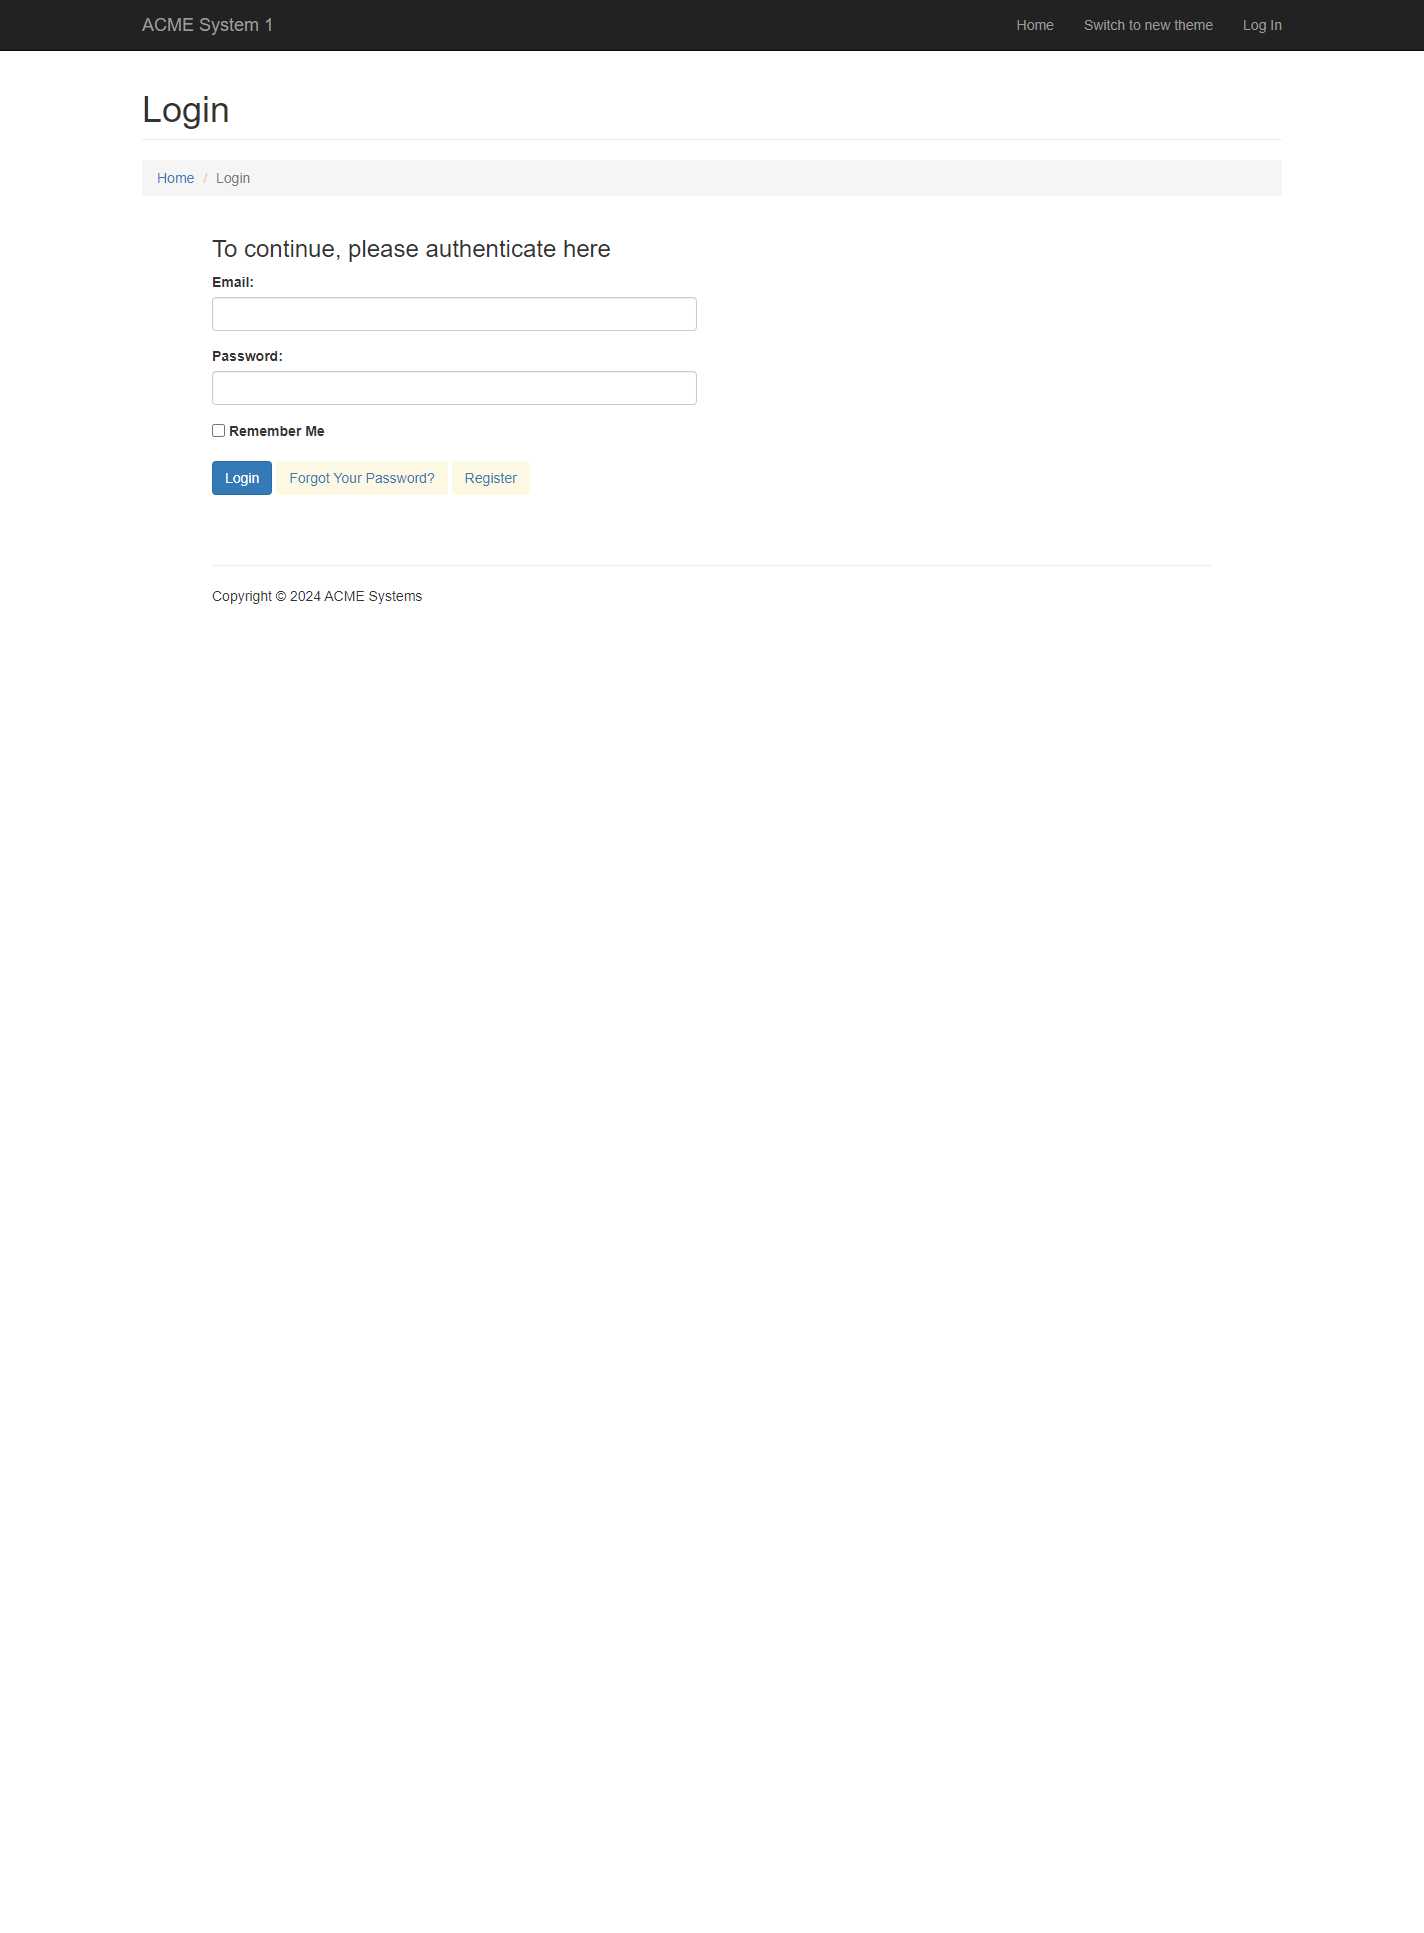 ACME System 1 Home Switch to new theme Log In
Login
Home / Login
To continue, please authenticate here
Email:
Password:
Remember Me
Login Forgot Your Password? Register
Copyright © 2024 ACME Systems